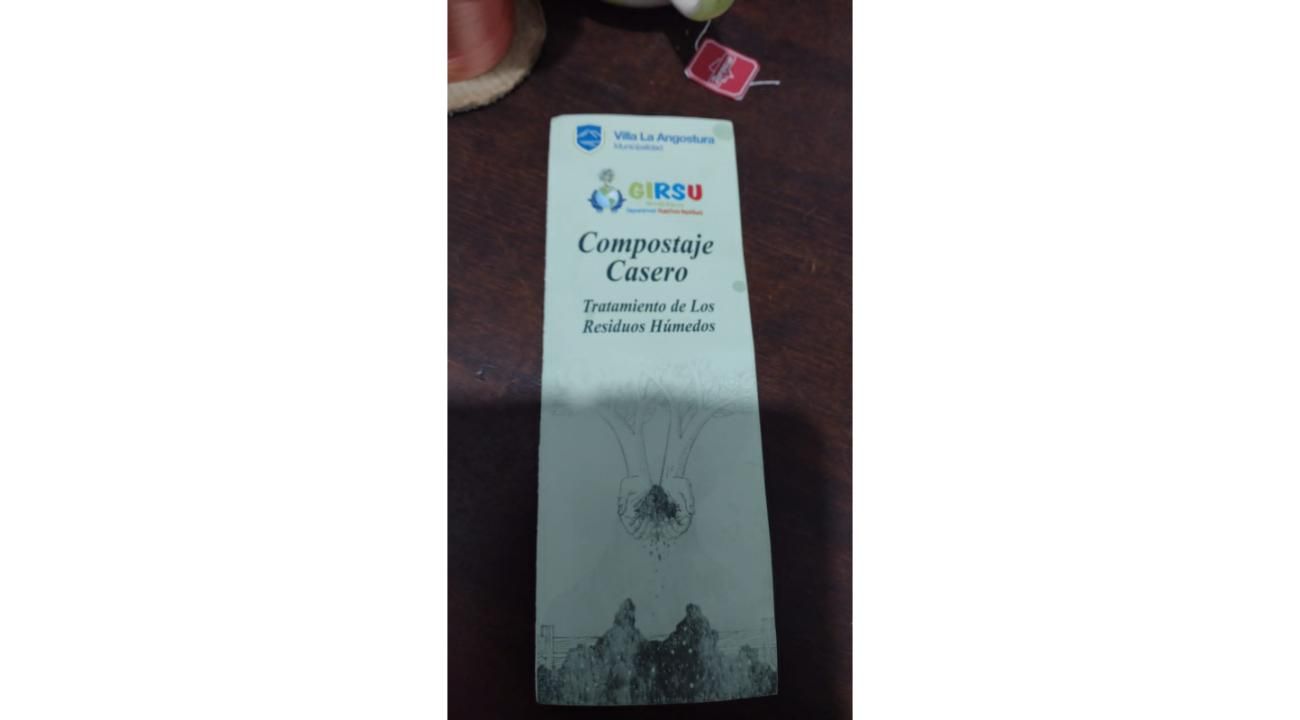 Villa La Angostura
Municipalidad
GIRSU
Compostaje
Casero
Tratamiento de Los
Residuos Húmedos